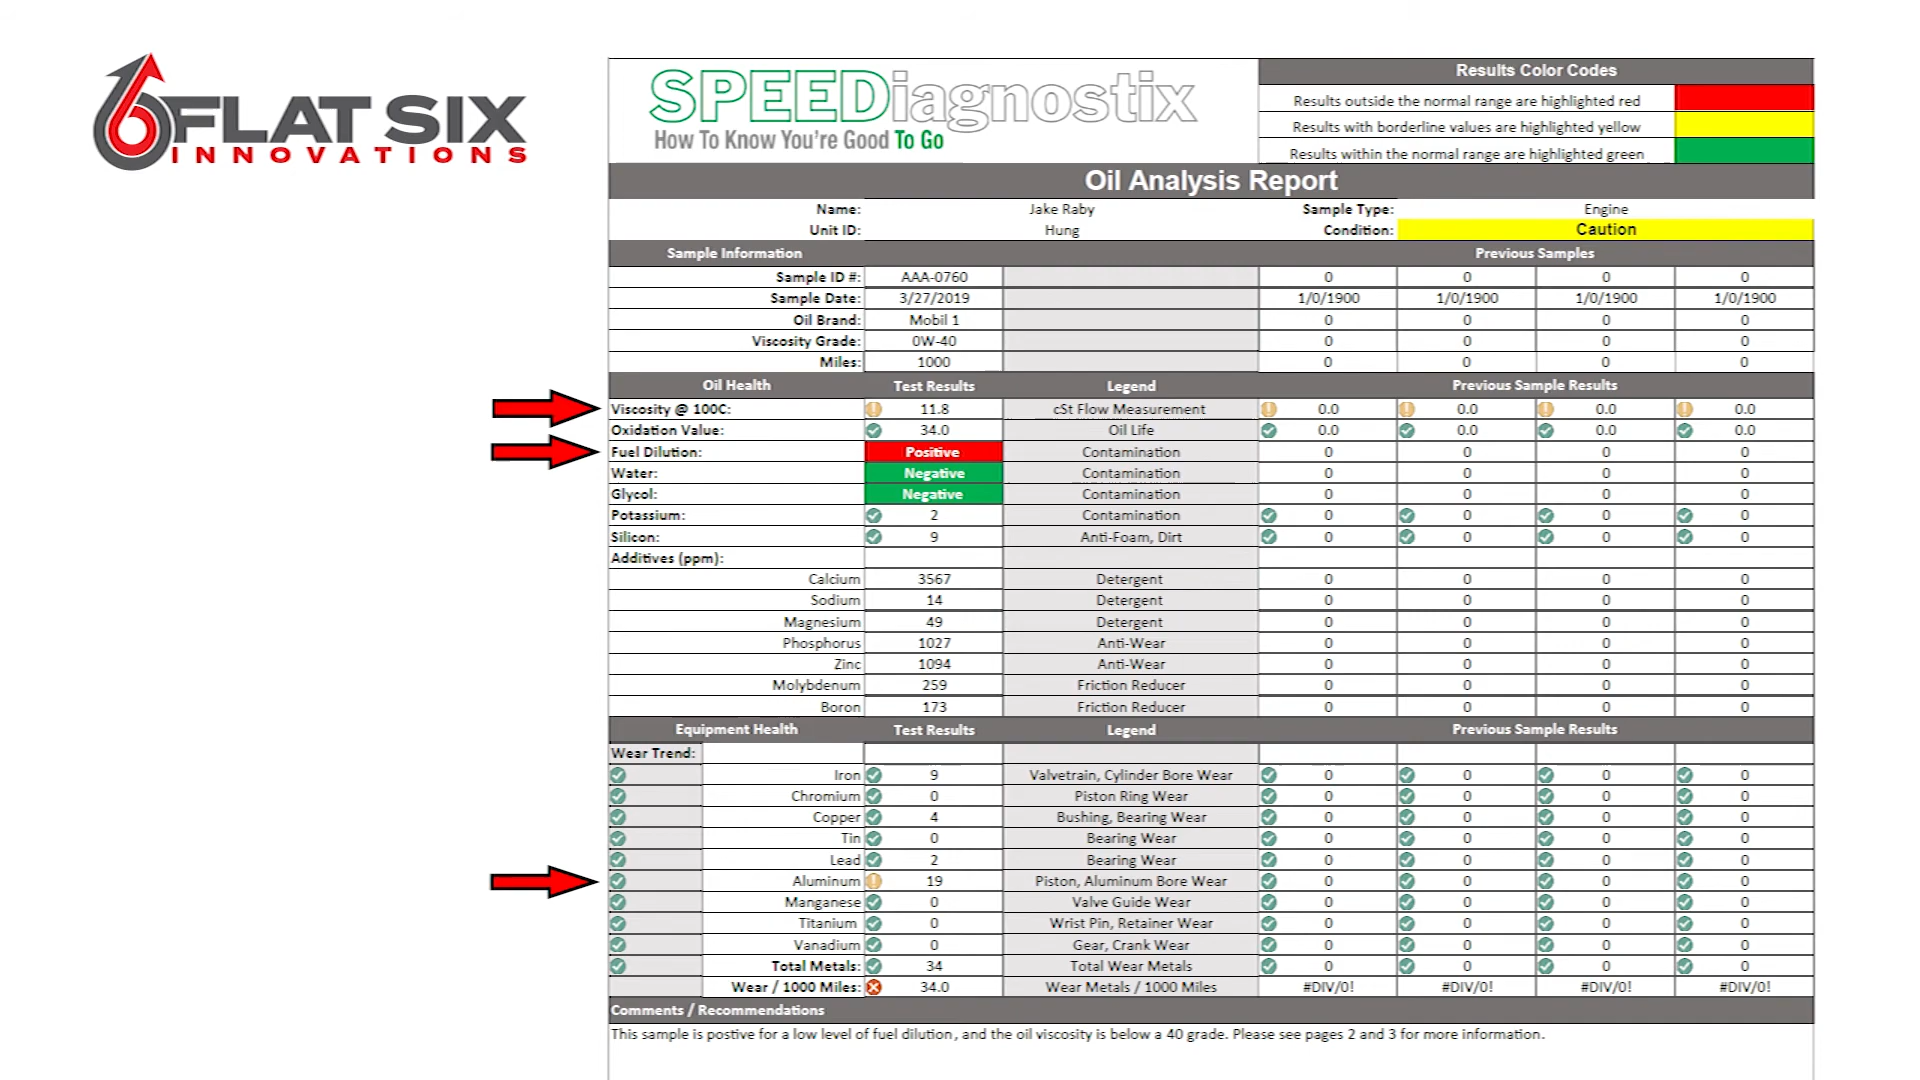 6 FLAT SIX
INNOVATIONS
SPEEDiagnostix
How To Know You're Good To Go
Results Color Codes
Results outside the normal range are highlighted red
Results with borderline values are highlighted yellow
Results within the normal range are highlighted green
Oil Analysis Report
Name: Jake Raby Sample Type: Engine
Unit ID: Hung Condition: Caution
Sample Information Previous Samples
Sample ID #: AAA-0760 0 0 0 0
Sample Date: 3/27/2019 1/0/1900 1/0/1900 1/0/1900 1/0/1900
Oil Brand: Mobil 1 0 0 0 0
Viscosity Grade: 0W-40 0 0 0 0
Miles: 1000 0 0 0 0
Oil Health Test Results Legend Previous Sample Results
Viscosity @ 100C: 11.8 cSt Flow Measurement 0.0 0.0 0.0 0.0
Oxidation Value: 34.0 Oil Life 0.0 0.0 0.0 0.0
Fuel Dilution: Positive Contamination 0 0 0 0
Water: Negative Contamination 0 0 0 0
Glycol: Negative Contamination 0 0 0 0
Potassium: 2 Contamination 0 0 0 0
Silicon: 9 Anti-Foam, Dirt 0 0 0 0
Additives (ppm):
Calcium 3567 Detergent 0 0 0 0
Sodium 14 Detergent 0 0 0 0
Magnesium 49 Detergent 0 0 0 0
Phosphorus 1027 Anti-Wear 0 0 0 0
Zinc 1094 Anti-Wear 0 0 0 0
Molybdenum 259 Friction Reducer 0 0 0 0
Boron 173 Friction Reducer 0 0 0 0
Equipment Health Test Results Legend Previous Sample Results
Wear Trend:
Iron 9 Valvetrain, Cylinder Bore Wear 0 0 0 0
Chromium 0 Piston Ring Wear 0 0 0 0
Copper 4 Bushing, Bearing Wear 0 0 0 0
Tin 0 Bearing Wear 0 0 0 0
Lead 2 Bearing Wear 0 0 0 0
Aluminum 19 Piston, Aluminum Bore Wear 0 0 0 0
Manganese 0 Valve Guide Wear 0 0 0 0
Titanium 0 Wrist Pin, Retainer Wear 0 0 0 0
Vanadium 0 Gear, Crank Wear 0 0 0 0
Total Metals: 34 Total Wear Metals 0 0 0 0
Wear / 1000 Miles: 34.0 Wear Metals / 1000 Miles #DIV/0! #DIV/0! #DIV/0! #DIV/0!
Comments / Recommendations
This sample is postive for a low level of fuel dilution, and the oil viscosity is below a 40 grade. Please see pages 2 and 3 for more information.